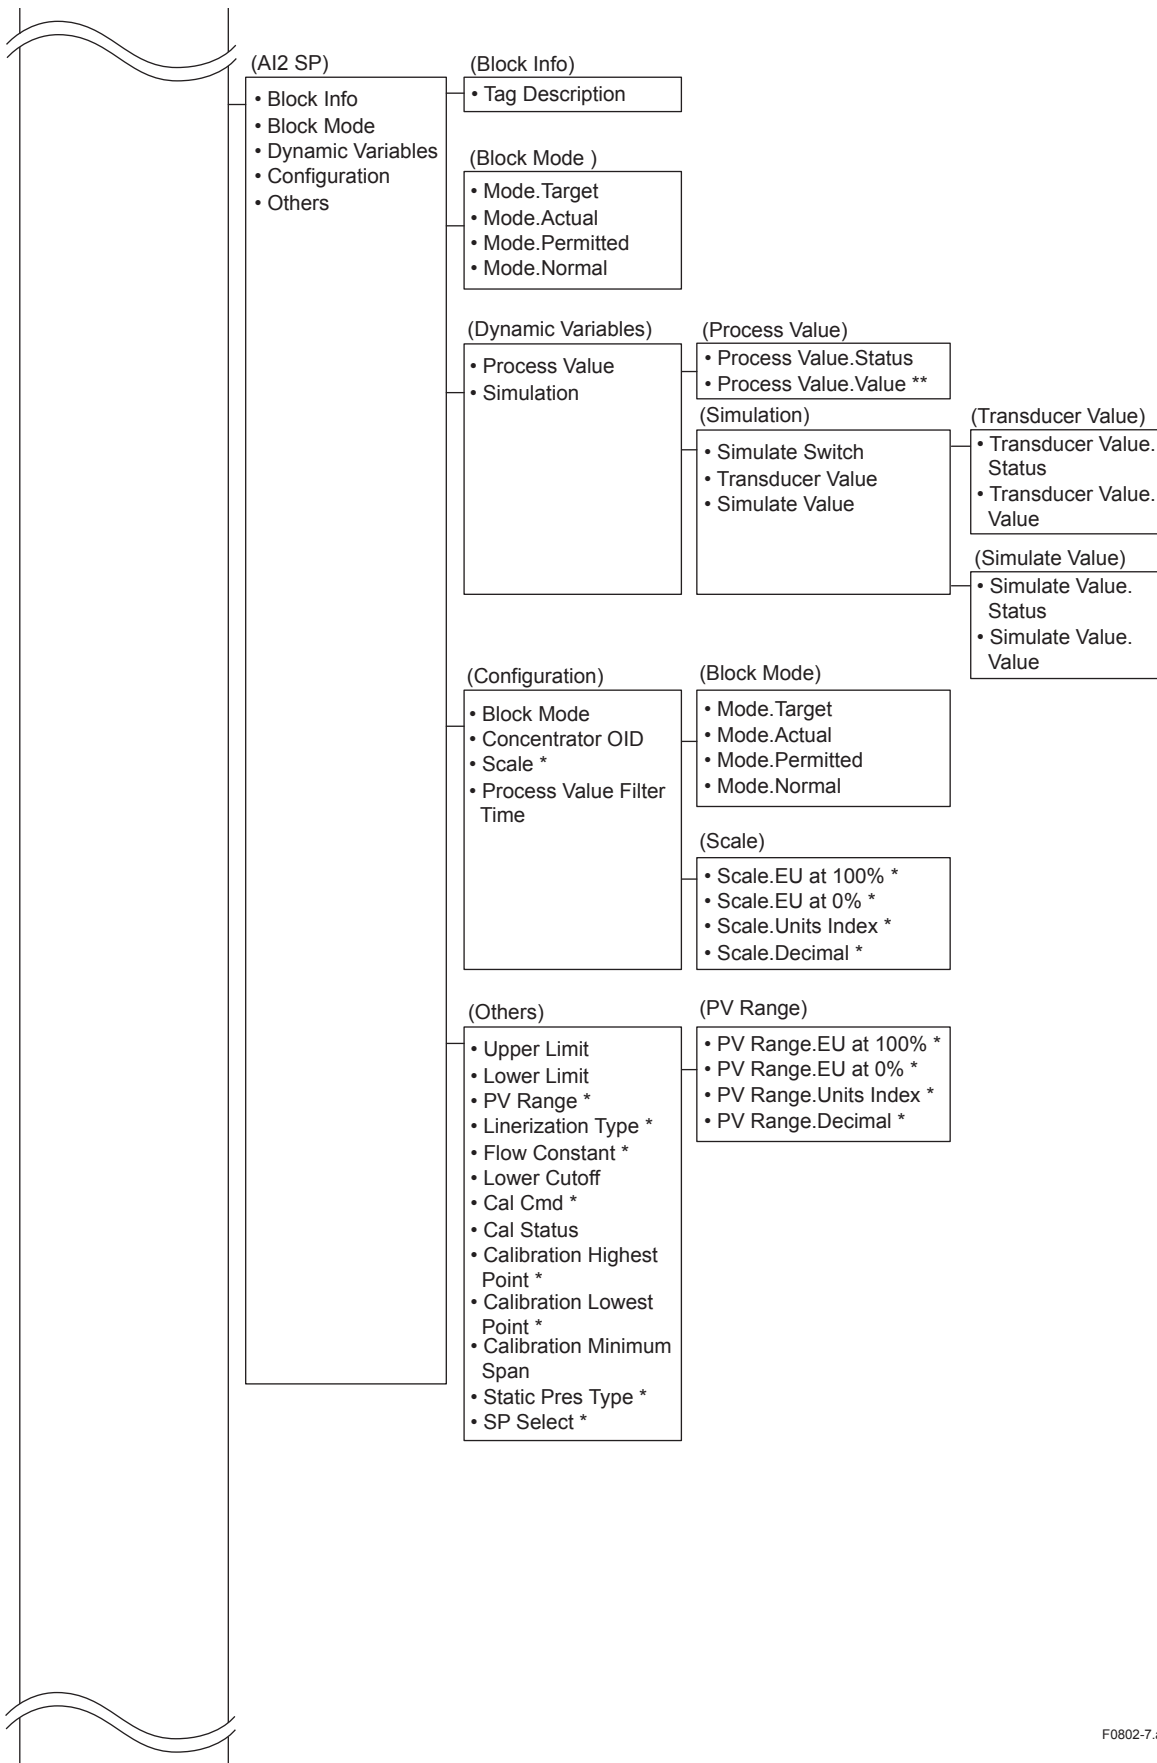 (AI2 SP)
• Block Info
• Block Mode
• Dynamic Variables
• Configuration
• Others
(Block Info)
• Tag Description
(Block Mode )
• Mode.Target
• Mode.Actual
• Mode.Permitted
• Mode.Normal
(Dynamic Variables)
• Process Value
• Simulation
(Process Value)
• Process Value.Status
• Process Value.Value **
(Simulation)
• Simulate Switch
• Transducer Value
• Simulate Value
(Transducer Value)
• Transducer Value.
Status
• Transducer Value.
Value
(Simulate Value)
• Simulate Value.
Status
• Simulate Value.
Value
(Configuration)
• Block Mode
• Concentrator OID
• Scale *
• Process Value Filter
Time
(Block Mode)
• Mode.Target
• Mode.Actual
• Mode.Permitted
• Mode.Normal
(Scale)
• Scale.EU at 100% *
• Scale.EU at 0% *
• Scale.Units Index *
• Scale.Decimal *
(Others)
• Upper Limit
• Lower Limit
• PV Range *
• Linerization Type *
• Flow Constant *
• Lower Cutoff
• Cal Cmd *
• Cal Status
• Calibration Highest
Point *
• Calibration Lowest
Point *
• Calibration Minimum
Span
• Static Pres Type *
• SP Select *
(PV Range)
• PV Range.EU at 100% *
• PV Range.EU at 0% *
• PV Range.Units Index *
• PV Range.Decimal *